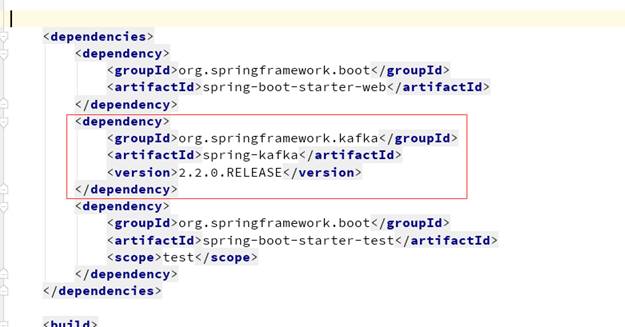 <dependencies>
<dependency>
<groupId>org.springframework.boot</groupId>
<artifactId>spring-boot-starter-web</artifactId>
</dependency>
<dependency>
<groupId>org.springframework.kafka</groupId>
<artifactId>spring-kafka</artifactId>
<version>2.2.0.RELEASE</version>
</dependency>
<dependency>
<groupId>org.springframework.boot</groupId>
<artifactId>spring-boot-starter-test</artifactId>
<scope>test</scope>
</dependency>
</dependencies>
<build>